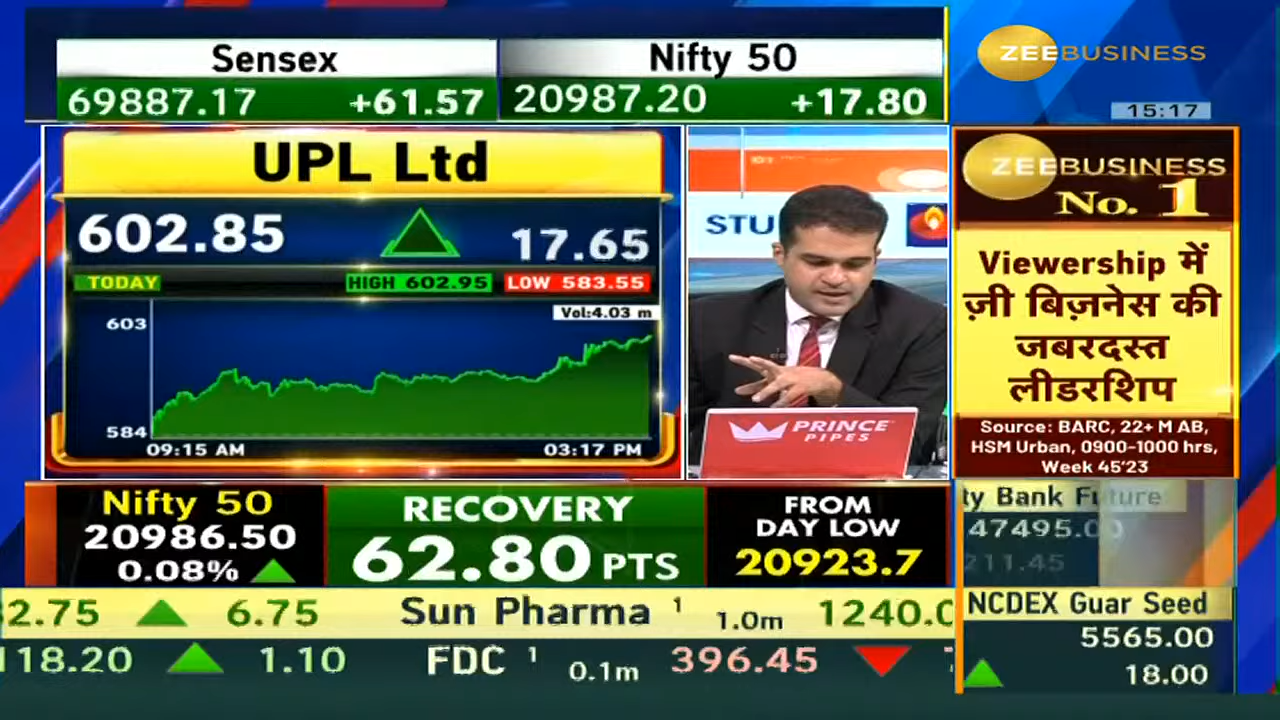 Sensex
69887.17 +61.57
Nifty 50
20987.20 +17.80
ZEEBUSINESS
15:17
UPL Ltd
602.85 17.65
TODAY HIGH 602.95 LOW 583.55
Vol:4.03 m
603
584
09:15 AM 03:17 PM
STU
PRINCE
PIPES
ZEEBUSINESS
No. 1
Viewership में
ज़ी बिज़नेस की
जबरदस्त
लीडरशिप
Source: BARC, 22+ M AB,
HSM Urban, 0900-1000 hrs,
Week 45'23
Nifty 50
20986.50
0.08%
RECOVERY
62.80 PTS
FROM
DAY LOW
20923.7
ty Bank Future
47495.00
211.45
NCDEX Guar Seed
5565.00
18.00
2.75 6.75 Sun Pharma 1 1.0m 1240.0
118.20 1.10 FDC 1 0.1m 396.45